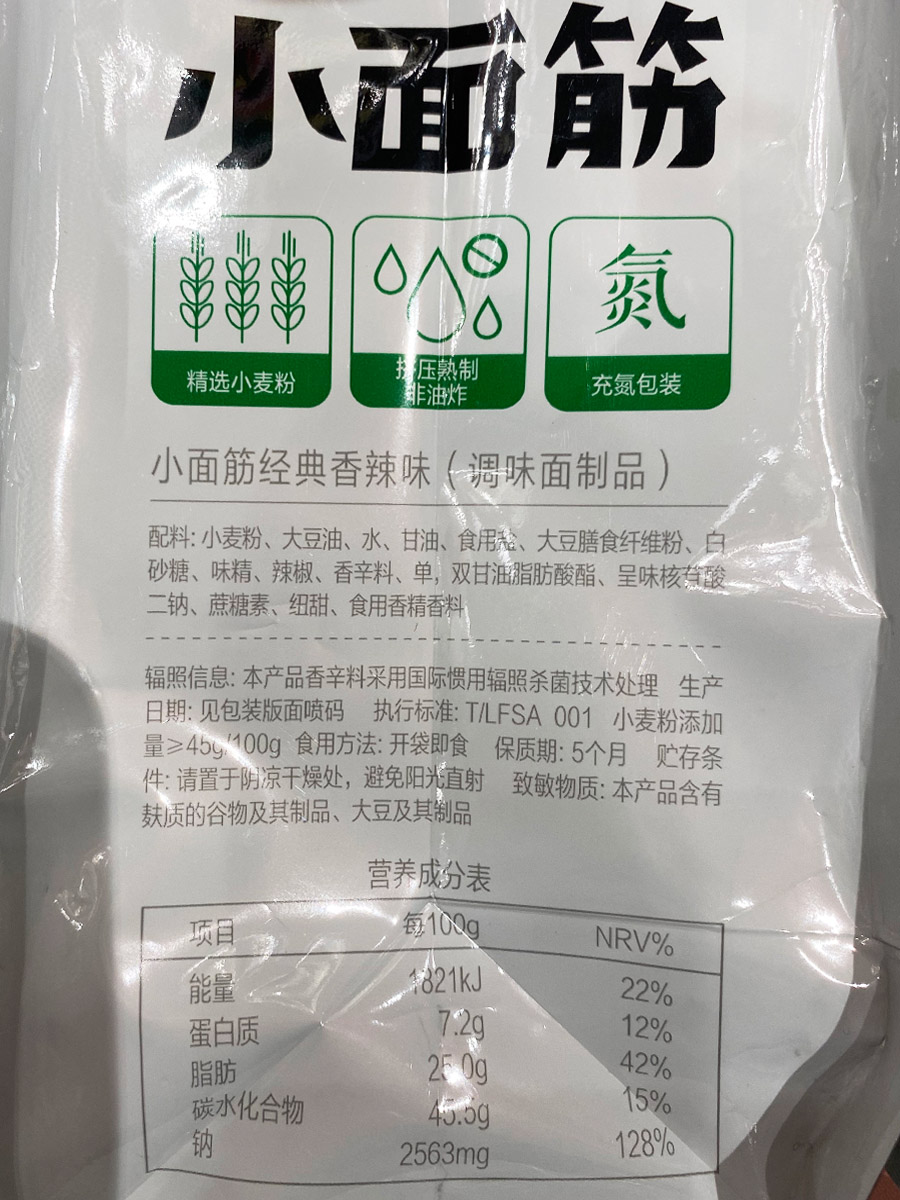 小面筋
精选小麦粉
挤压熟制
非油炸
氮
充氮包装
小面筋经典香辣味（调味面制品）
配料: 小麦粉、大豆油、水、甘油、食用盐、大豆膳食纤维粉、白
砂糖、味精、辣椒、香辛料、单，双甘油脂肪酸酯、呈味核苷酸
二钠、蔗糖素、纽甜、食用香精香料
辐照信息: 本产品香辛料采用国际惯用辐照杀菌技术处理 生产
日期: 见包装版面喷码 执行标准: T/LFSA 001 小麦粉添加
量≥45g/100g 食用方法: 开袋即食 保质期: 5个月 贮存条
件: 请置于阴凉干燥处，避免阳光直射 致敏物质: 本产品含有
麸质的谷物及其制品、大豆及其制品
营养成分表
项目 每100g NRV%
能量 1821kJ 22%
蛋白质 7.2g 12%
脂肪 25.0g 42%
碳水化合物 45.5g 15%
钠 2563mg 128%